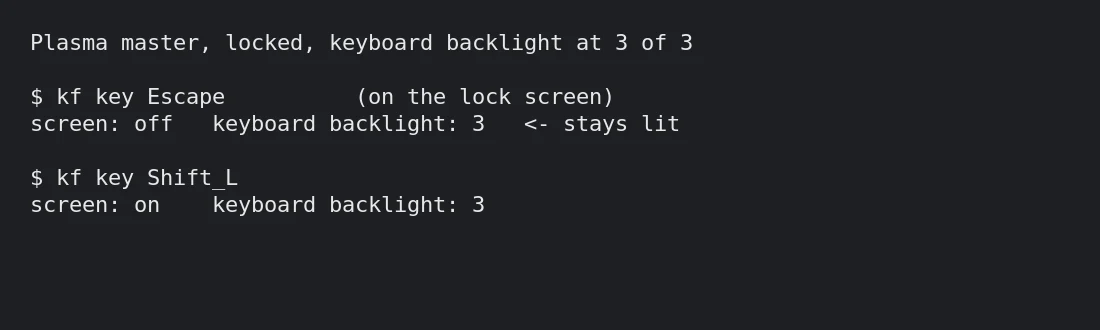 Plasma master, locked, keyboard backlight at 3 of 3
$ kf key Escape          (on the lock screen)
screen: off   keyboard backlight: 3   <- stays lit
$ kf key Shift_L
screen: on    keyboard backlight: 3